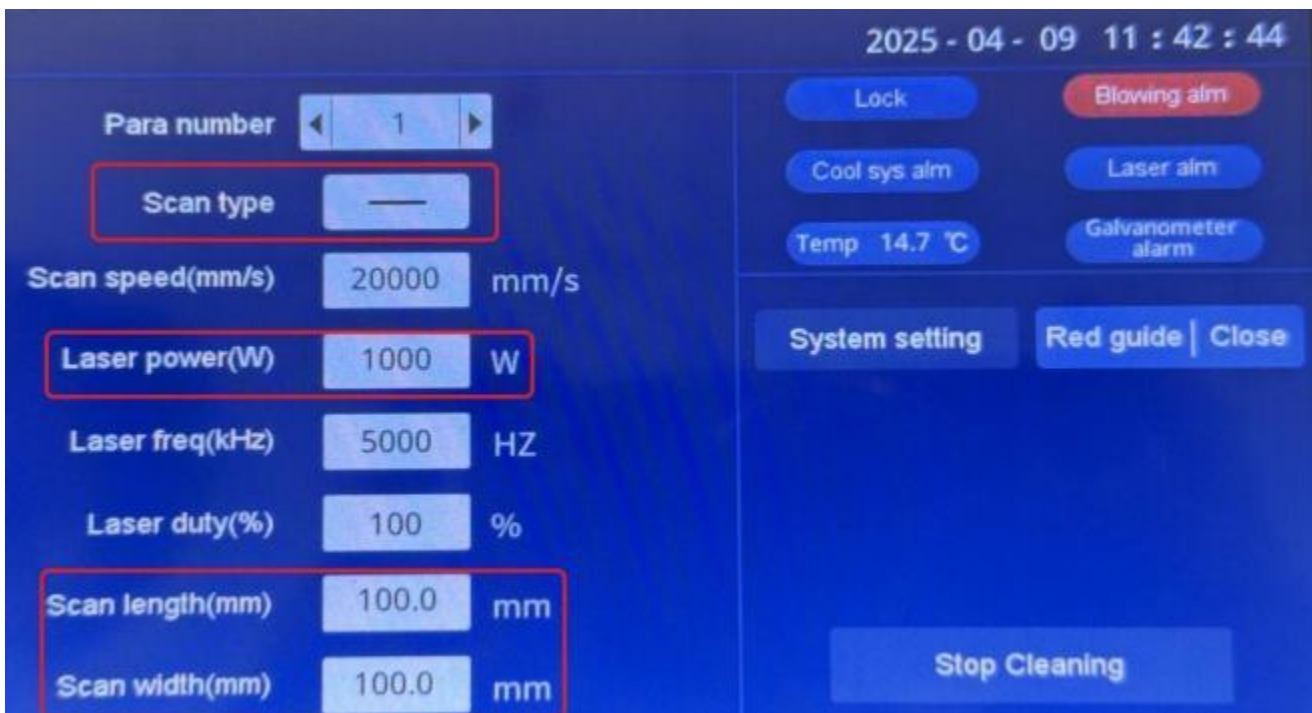 2025 - 04 - 09 11 : 42 : 44
Para number 1
Scan type
Scan speed(mm/s) 20000 mm/s
Laser power(W) 1000 W
Laser freq(kHz) 5000 HZ
Laser duty(%) 100 %
Scan length(mm) 100.0 mm
Scan width(mm) 100.0 mm
Lock
Blowing alm
Cool sys alm
Laser alm
Temp 14.7 ℃
Galvanometer
alarm
System setting
Red guide | Close
Stop Cleaning